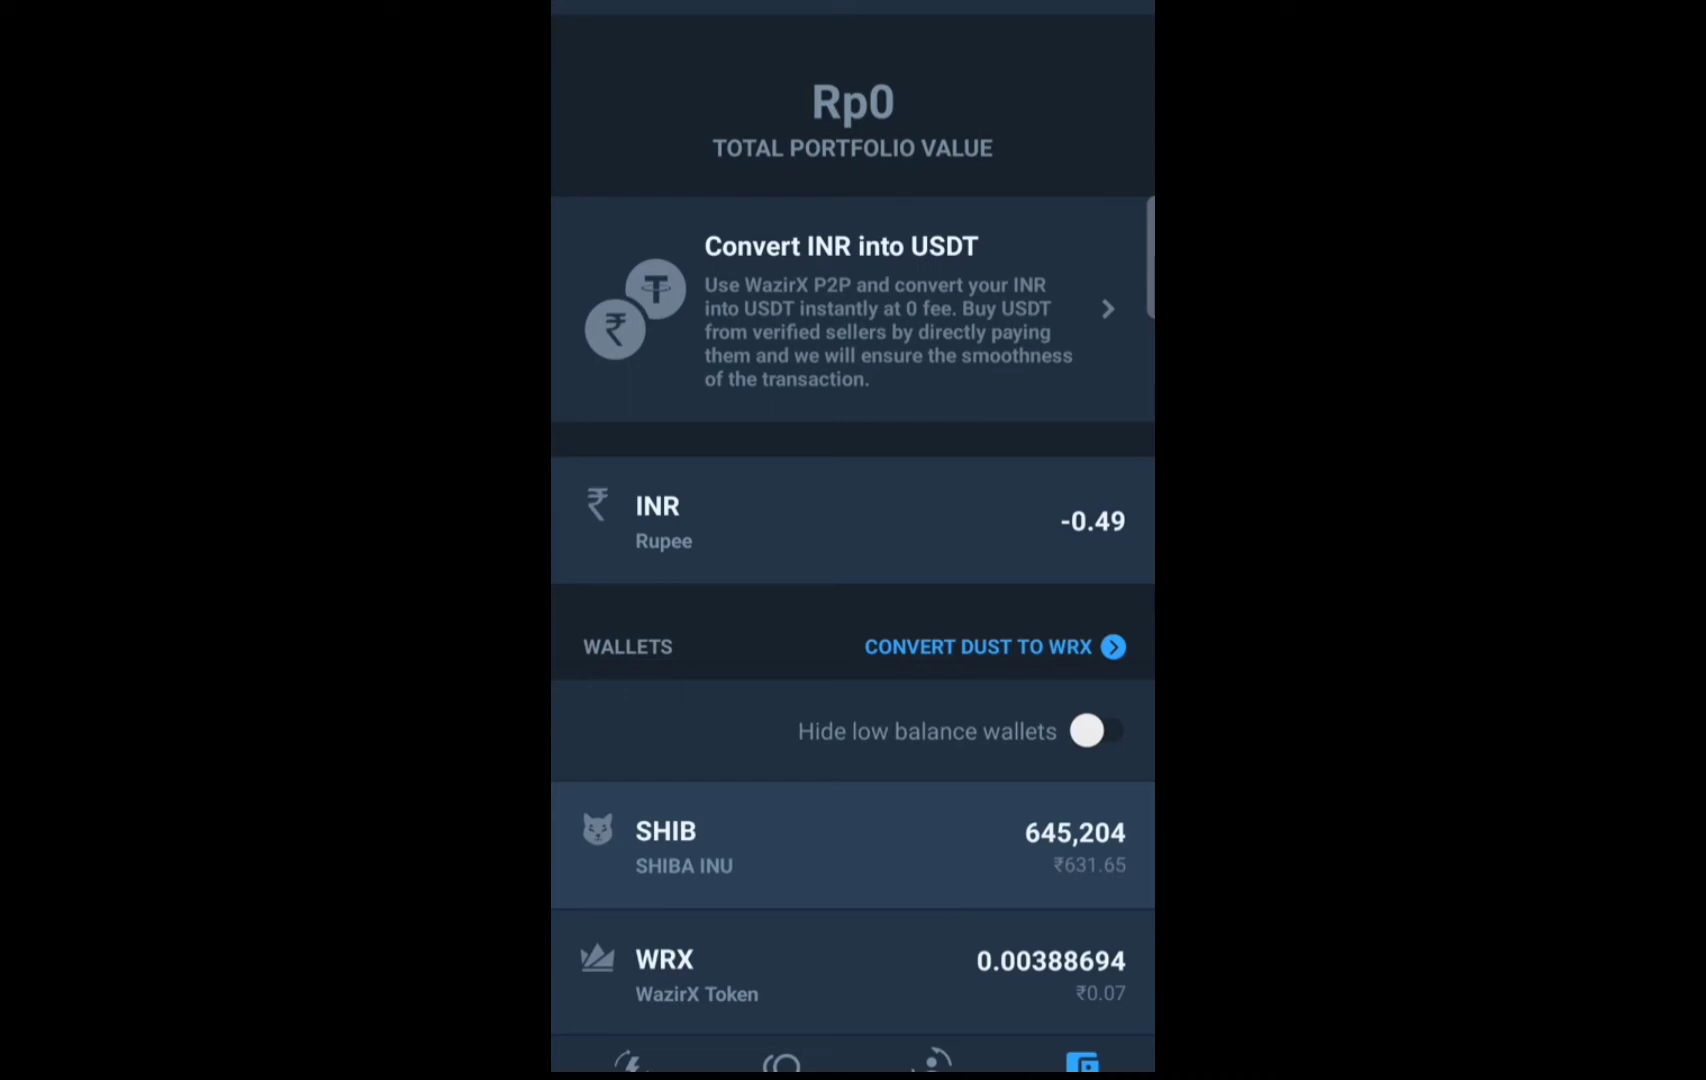 Rp0
TOTAL PORTFOLIO VALUE
Convert INR into USDT
Use WazirX P2P and convert your INR
into USDT instantly at 0 fee. Buy USDT
from verified sellers by directly paying
them and we will ensure the smoothness
of the transaction.
₹ INR
-0.49
Rupee
WALLETS
CONVERT DUST TO WRX
Hide low balance wallets
SHIB
645,204
SHIBA INU
₹631.65
WRX
0.00388694
WazirX Token
₹0.07